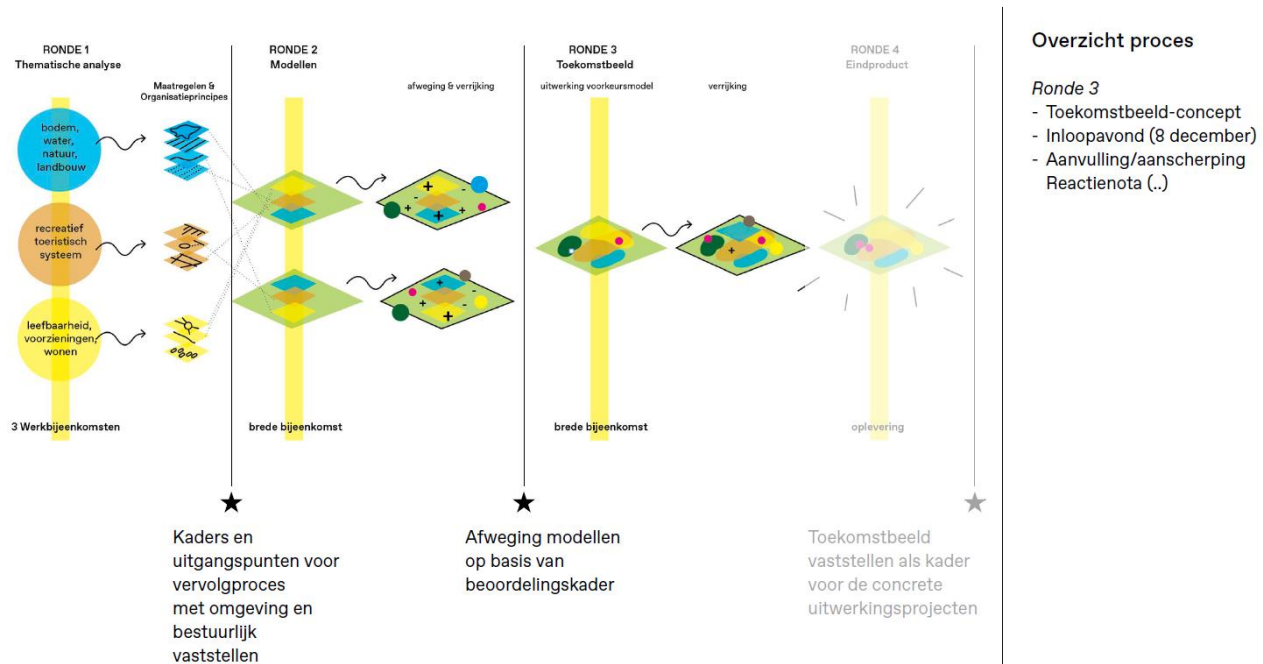 RONDE 1
Thematische analyse
Maatregelen &
Organisatieprincipes
bodem,
water,
natuur,
landbouw
recreatief
toeristisch
systeem
leefbaarheid,
voorzieningen,
wonen
3 Werkbijeenkomsten
RONDE 2
Modellen
afweging & verrijking
brede bijeenkomst
RONDE 3
Toekomstbeeld
uitwerking voorkeursmodel
verrijking
brede bijeenkomst
RONDE 4
Eindproduct
oplevering
Kaders en
uitgangspunten voor
vervolgproces
met omgeving en
bestuurlijk
vaststellen
Afweging modellen
op basis van
beoordelingskader
Toekomstbeeld
vaststellen als kader
voor de concrete
uitwerkingsprojecten
Overzicht proces
Ronde 3
- Toekomstbeeld-concept
- Inloopavond (8 december)
- Aanvulling/aanscherping
Reactienota (..)